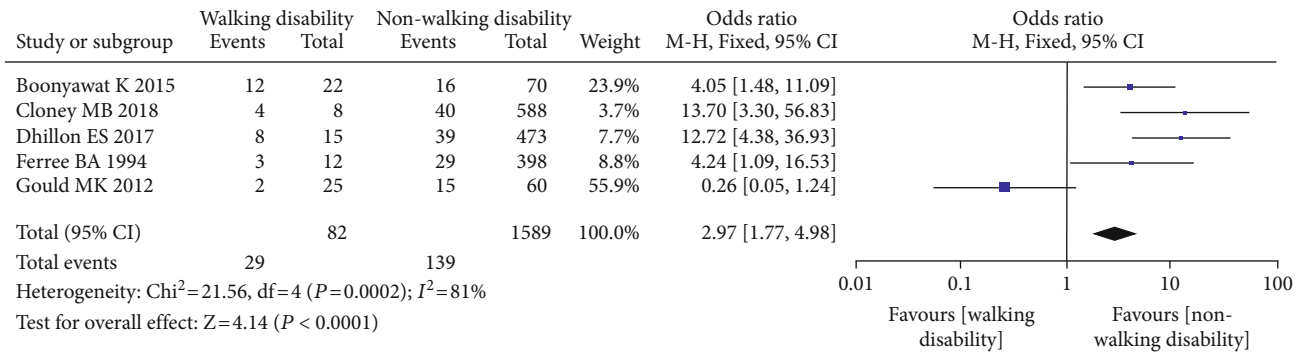 Walking disability Non-walking disability Odds ratio Odds ratio
Study or subgroup Events Total Events Total Weight M-H, Fixed, 95% CI M-H, Fixed, 95% CI
Boonyawat K 2015 12 22 16 70 23.9% 4.05 [1.48, 11.09]
Cloney MB 2018 4 8 40 588 3.7% 13.70 [3.30, 56.83]
Dhillon ES 2017 8 15 39 473 7.7% 12.72 [4.38, 36.93]
Ferree BA 1994 3 12 29 398 8.8% 4.24 [1.09, 16.53]
Gould MK 2012 2 25 15 60 55.9% 0.26 [0.05, 1.24]
Total (95% CI) 82 1589 100.0% 2.97 [1.77, 4.98]
Total events 29 139
Heterogeneity: Chi²=21.56, df=4 (P=0.0002); I²=81%
Test for overall effect: Z=4.14 (P < 0.0001)
0.01 0.1 1 10 100
Favours [walking Favours [non-
disability] walking disability]